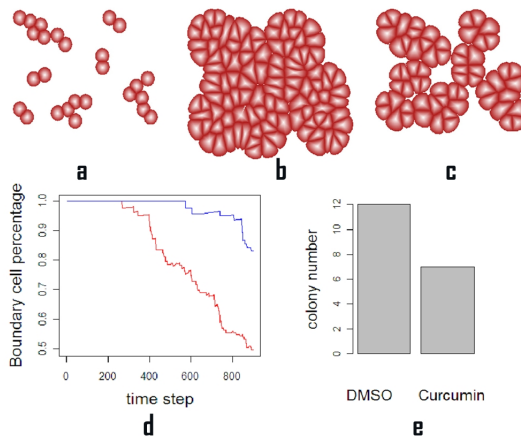 a
b
c
Boundary cell percentage
0.5 0.6 0.7 0.8 0.9 1.0
0 200 400 600 800
time step
d
colony number
0 2 4 6 8 10 12
DMSO Curcumin
e